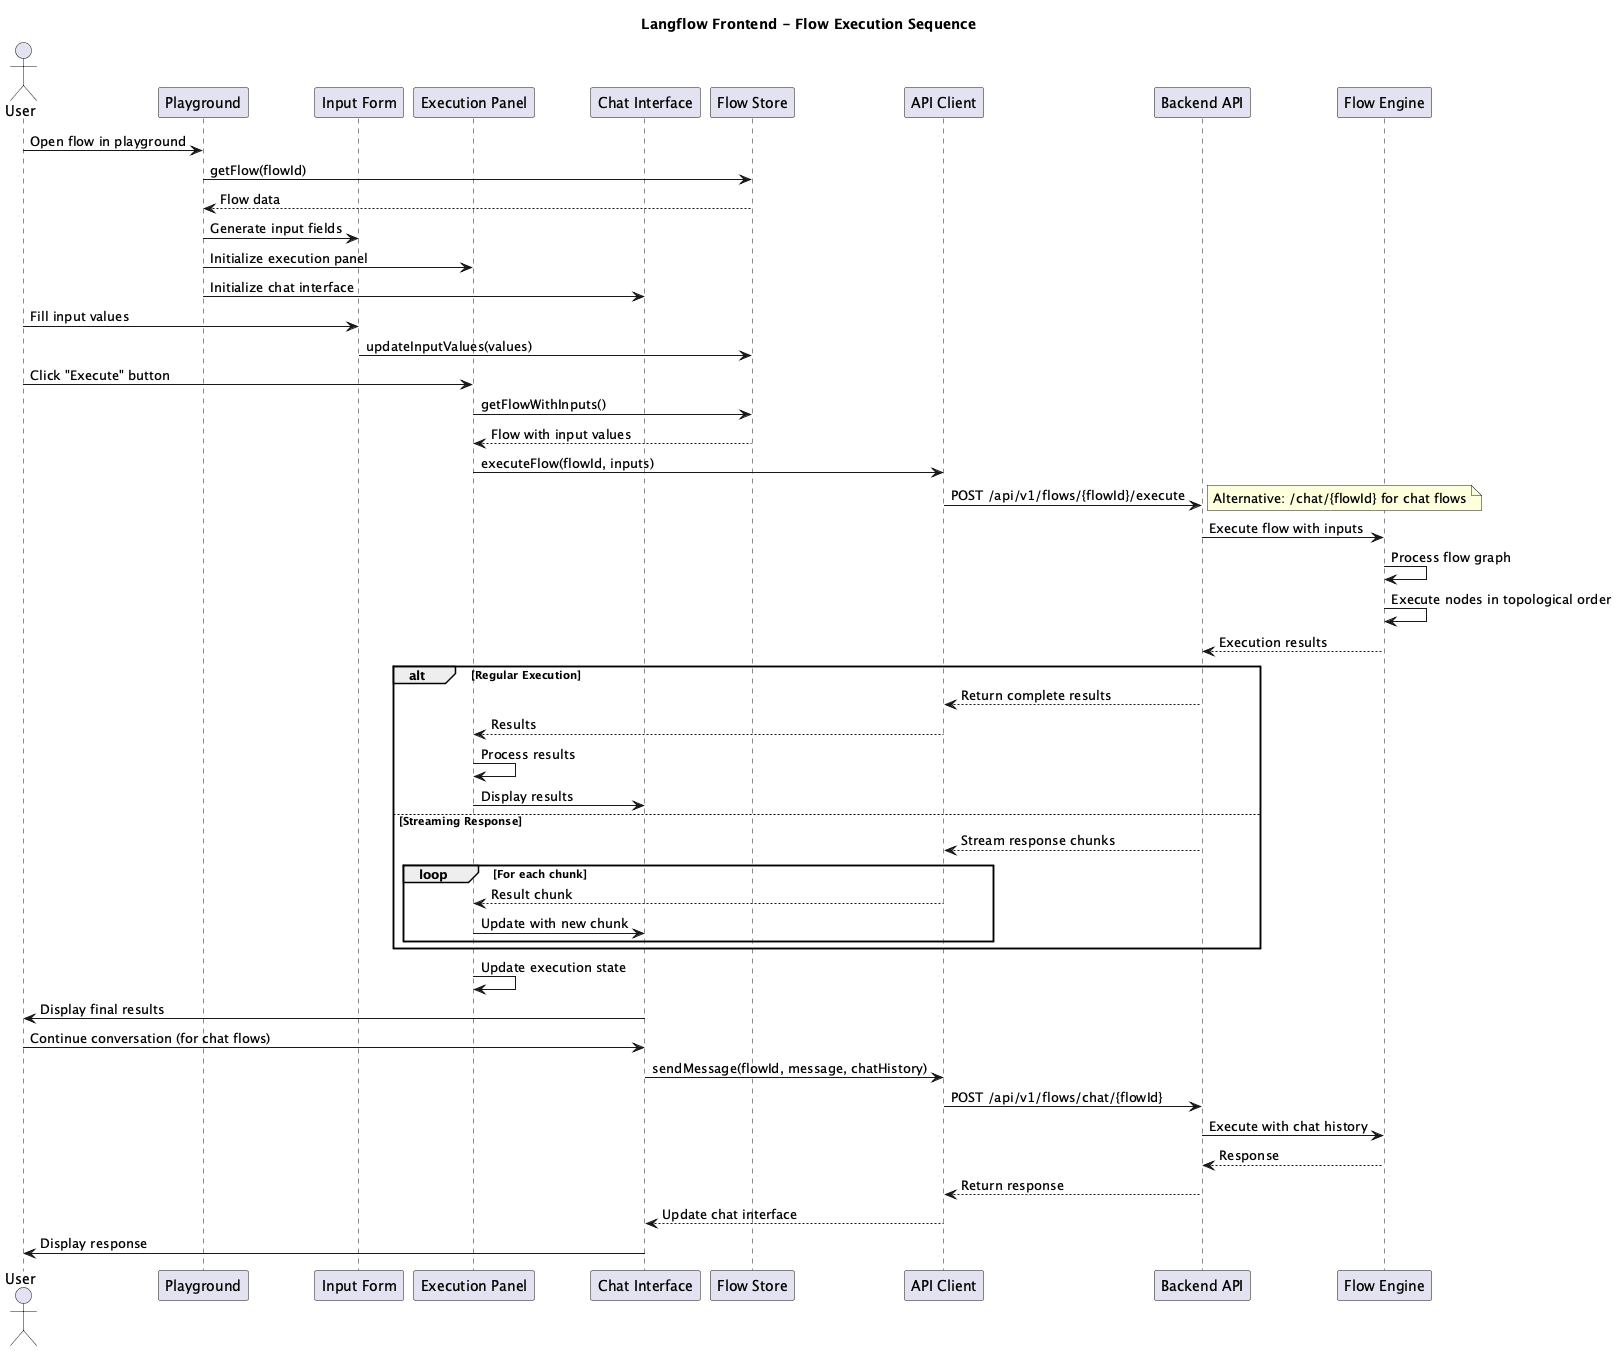 Langflow Frontend – Flow Execution Sequence
User
Playground
Input Form
Execution Panel
Chat Interface
Flow Store
API Client
Backend API
Flow Engine
Open flow in playground
getFlow(flowId)
Flow data
Generate input fields
Initialize execution panel
Initialize chat interface
Fill input values
updateInputValues(values)
Click "Execute" button
getFlowWithInputs()
Flow with input values
executeFlow(flowId, inputs)
POST /api/v1/flows/{flowId}/execute
Alternative: /chat/{flowId} for chat flows
Execute flow with inputs
Process flow graph
Execute nodes in topological order
Execution results
alt
[Regular Execution]
Return complete results
Results
Process results
Display results
[Streaming Response]
Stream response chunks
loop
[For each chunk]
Result chunk
Update with new chunk
Update execution state
Display final results
Continue conversation (for chat flows)
sendMessage(flowId, message, chatHistory)
POST /api/v1/flows/chat/{flowId}
Execute with chat history
Response
Return response
Update chat interface
Display response
User
Playground
Input Form
Execution Panel
Chat Interface
Flow Store
API Client
Backend API
Flow Engine